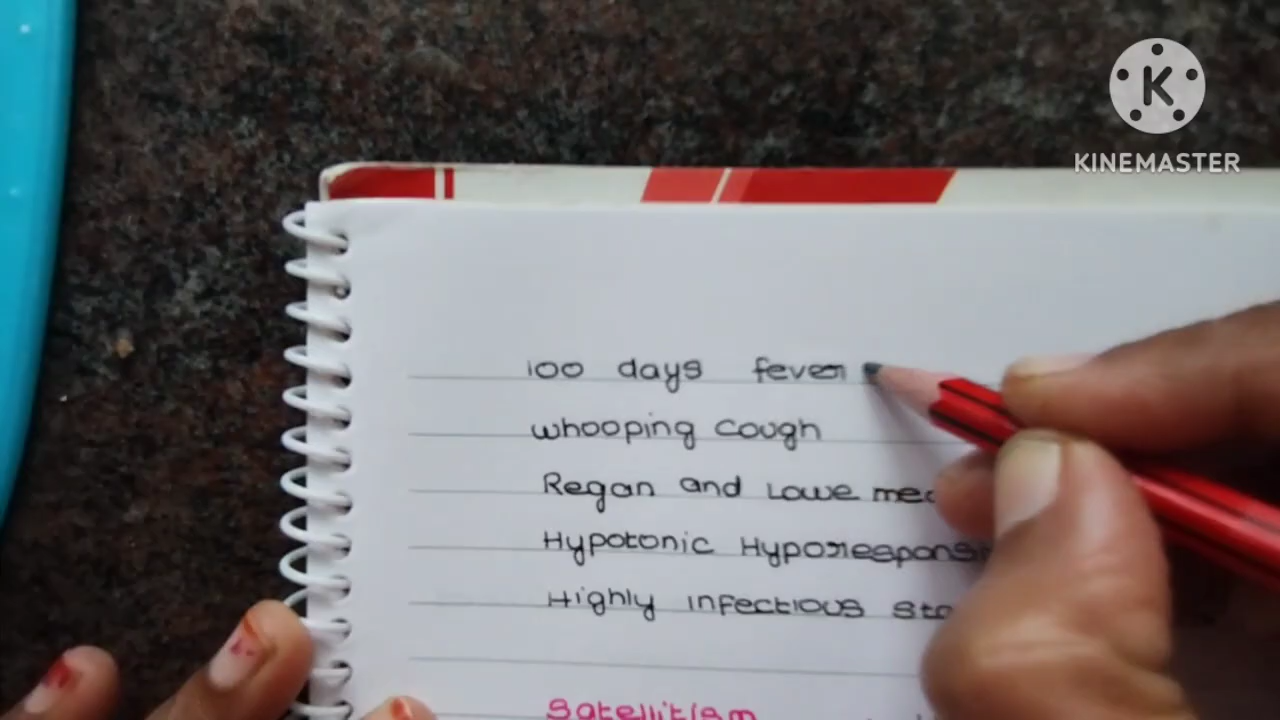 KINEMASTER
100 days fever
Whooping Cough
Regan and Lowe
Hypotonic
Highly infectious
Satellitism